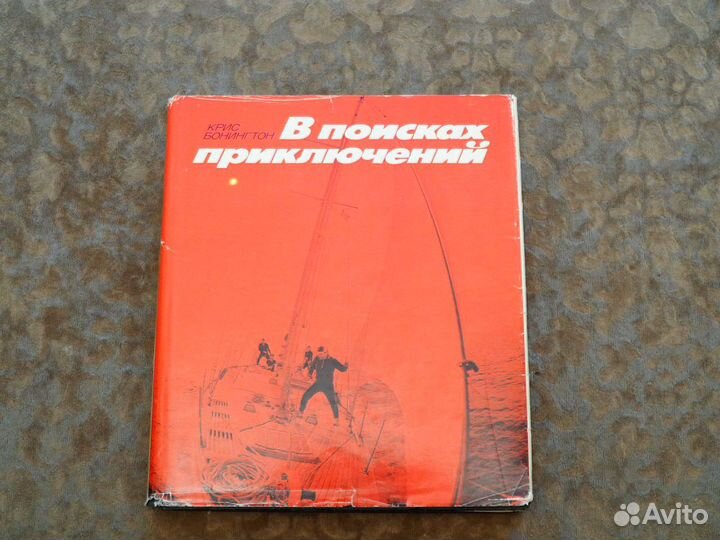 КРИС
БОНИНГТОН
В поисках
приключений
Avito